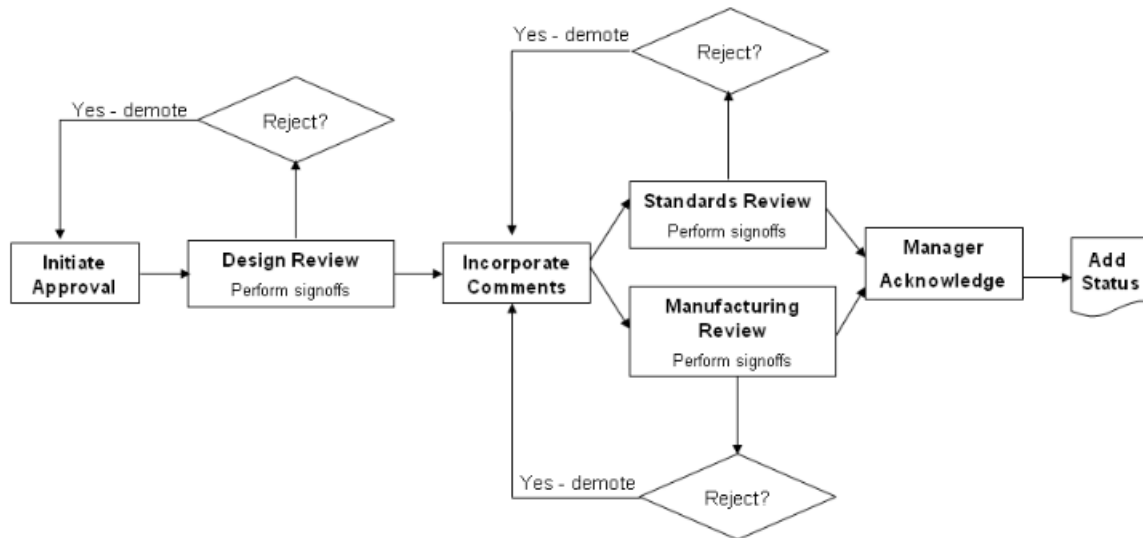 Yes - demote
Reject?
Yes - demote
Reject?
Initiate
Approval
Design Review
Perform signoffs
Incorporate
Comments
Standards Review
Perform signoffs
Manufacturing
Review
Perform signoffs
Manager
Acknowledge
Add
Status
Yes - demote
Reject?